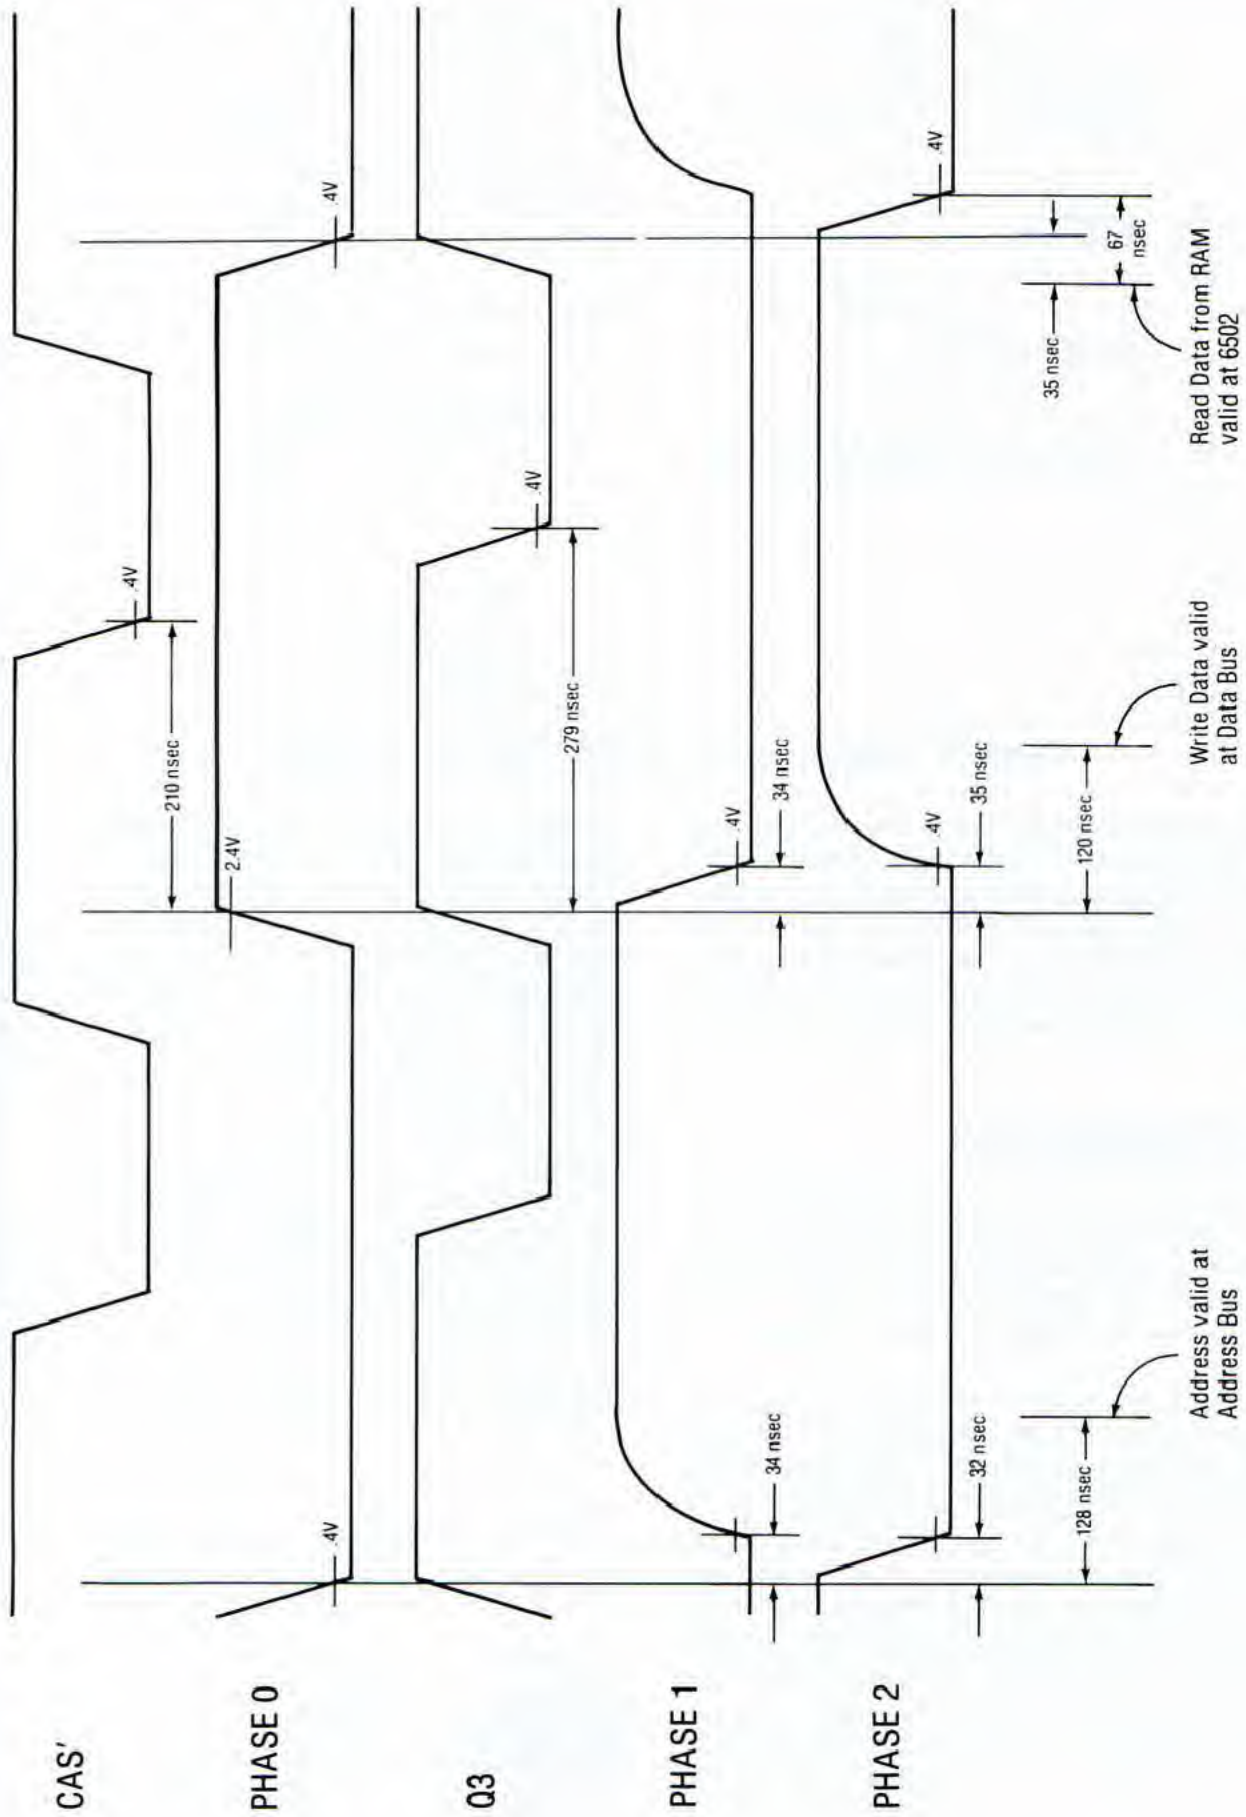 CAS'
.4V
210 nsec
PHASE 0
.4V
2.4V
.4V
Q3
279 nsec
.4V
PHASE 1
34 nsec
.4V
34 nsec
PHASE 2
32 nsec
.4V
35 nsec
.4V
128 nsec
120 nsec
35 nsec
67
nsec
Address valid at
Address Bus
Write Data valid
at Data Bus
Read Data from RAM
valid at 6502